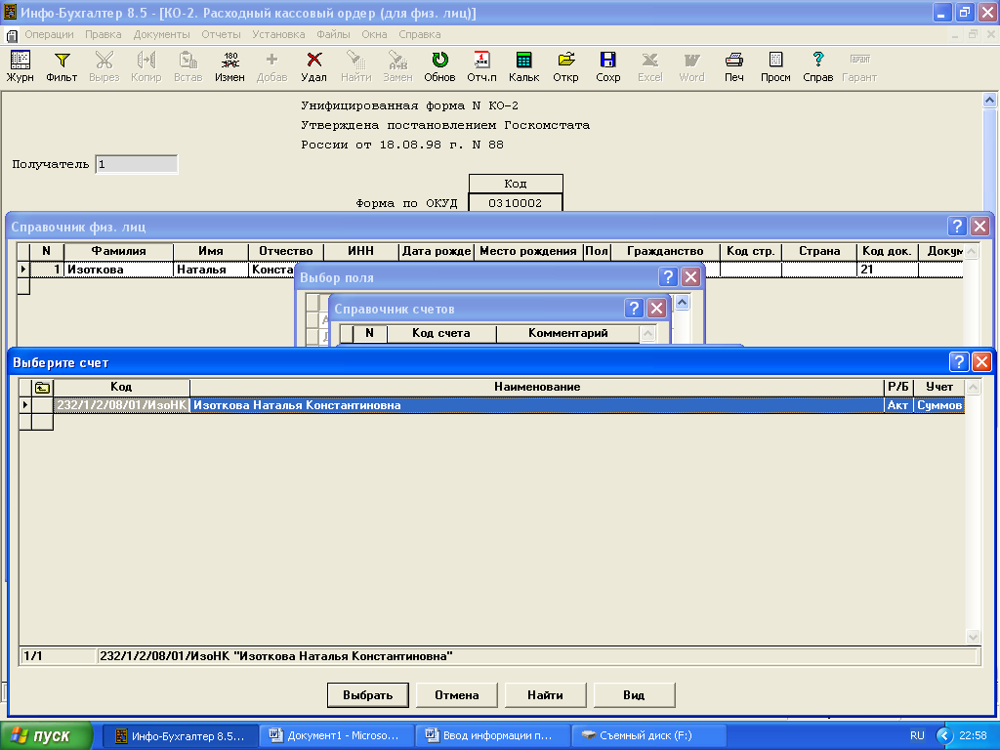 Инфо-Бухгалтер 8.5 - [КО-2. Расходный кассовый ордер (для физ. лиц)]
Операции Правка Документы Отчеты Установка Файлы Окна Справка
Журн Фильт Вырез Копир Встав Измен Добав Удал Найти Замен Обнов Отч.п Кальк Откр Сохр Excel Word Печ Просм Справ Гарант
Унифицированная форма N КО-2
Утверждена постановлением Госкомстата
России от 18.08.98 г. N 88
Получатель 1
Код
Форма по ОКУД 0310002
Справочник физ. лиц
N Фамилия Имя Отчество ИНН Дата рожде Место рождения Пол Гражданство Код стр. Страна Код док. Докум
1 Изоткова Наталья Конста 21
Выбор поля
Справочник счетов
N Код счета Комментарий
Выберите счет
Код Наименование Р/Б Учет
232/1/2/08/01/ИзоНК Изоткова Наталья Константиновна Акт Суммов
1/1 232/1/2/08/01/ИзоНК "Изоткова Наталья Константиновна"
Выбрать Отмена Найти Вид
пуск Инфо-Бухгалтер 8.5... Документ1 - Microso... Ввод информации п... Съемный диск (F:) RU 22:58